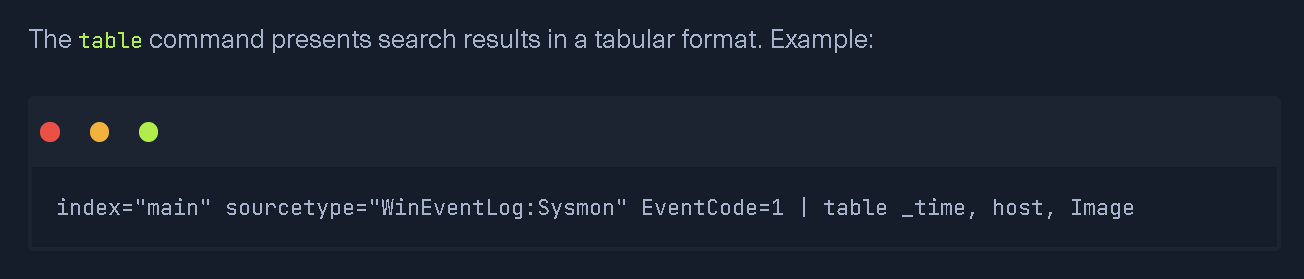 The table command presents search results in a tabular format. Example:
index="main" sourcetype="WinEventLog:Sysmon" EventCode=1 | table _time, host, Image